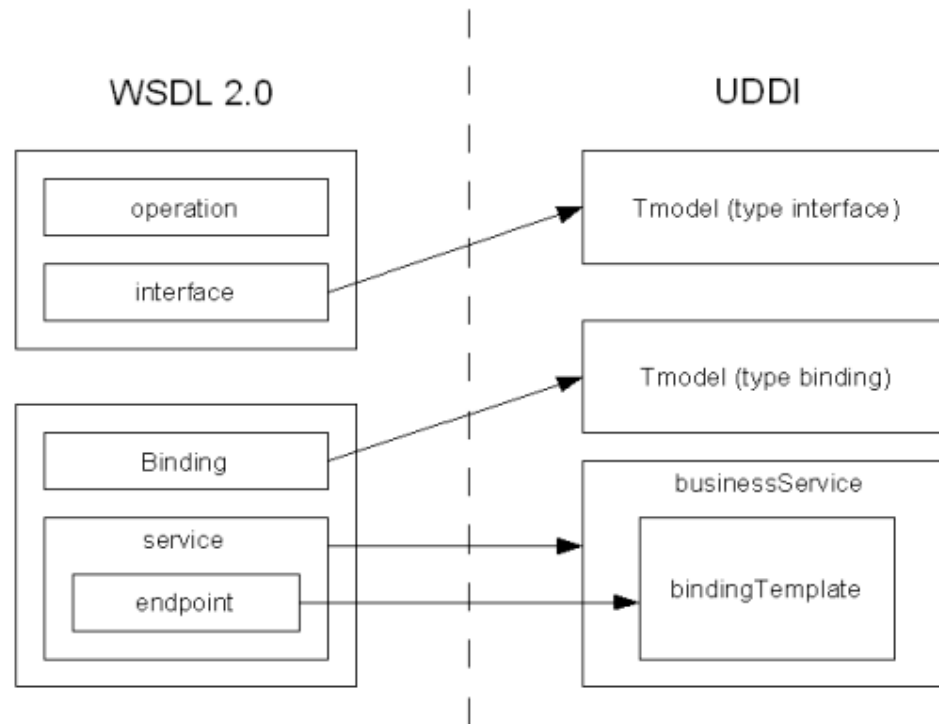 WSDL 2.0
UDDI
operation
interface
Tmodel (type interface)
Binding
Tmodel (type binding)
service
endpoint
businessService
bindingTemplate